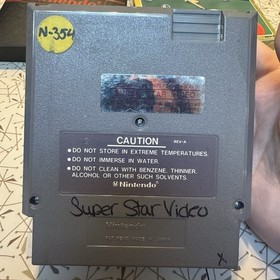 N-354
CAUTION
REV-A
•DO NOT STORE IN EXTREME TEMPERATURES.
•DO NOT IMMERSE IN WATER.
•DO NOT CLEAN WITH BENZENE, THINNER,
ALCOHOL OR OTHER SUCH SOLVENTS.
Nintendo
Super Star Video
Nintendo
x